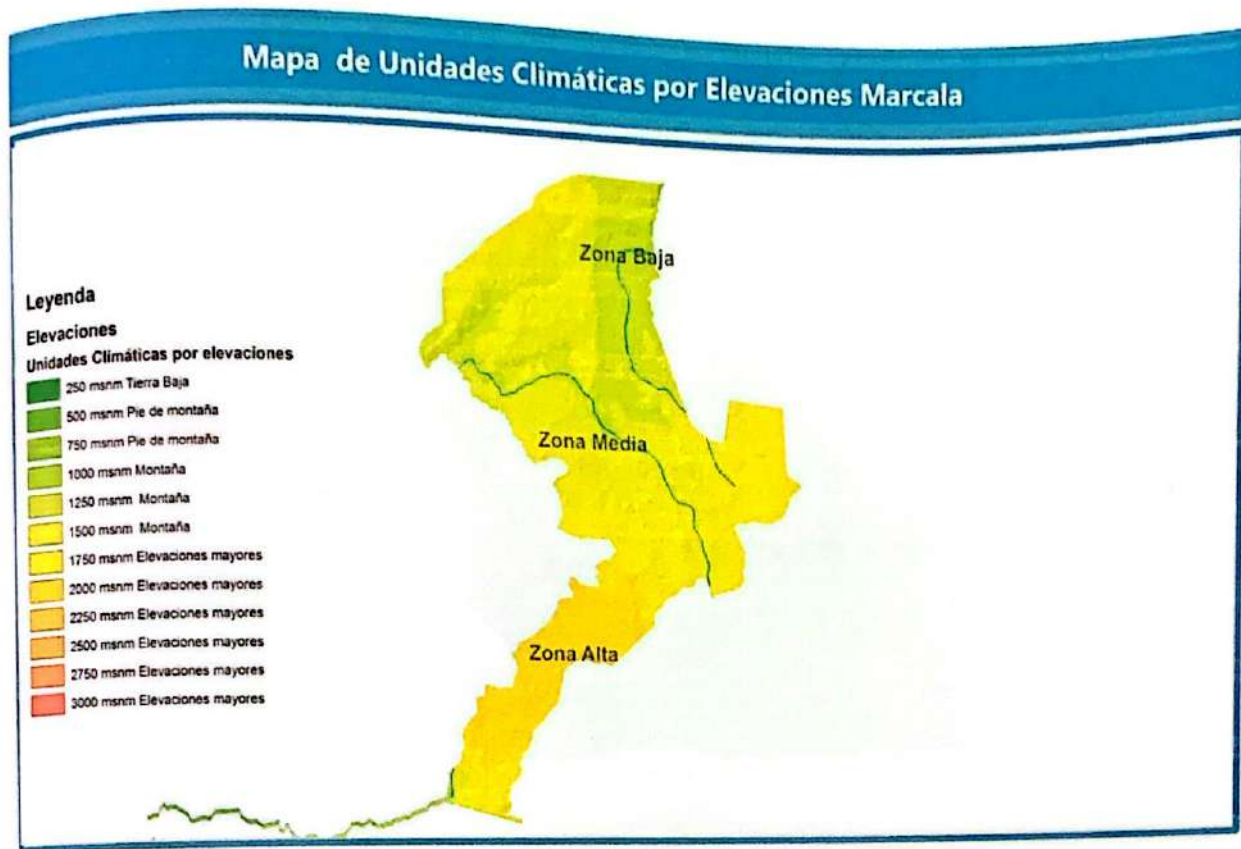 Mapa de Unidades Climáticas por Elevaciones Marcala
Zona Baja
Leyenda
Elevaciones
Unidades Climáticas por elevaciones
250 msnm Tierra Baja
500 msnm Pie de montaña
750 msnm Pie de montaña
1000 msnm Montaña
1250 msnm Montaña
1500 msnm Montaña
1750 msnm Elevaciones mayores
2000 msnm Elevaciones mayores
2250 msnm Elevaciones mayores
2500 msnm Elevaciones mayores
2750 msnm Elevaciones mayores
3000 msnm Elevaciones mayores
Zona Media
Zona Alta